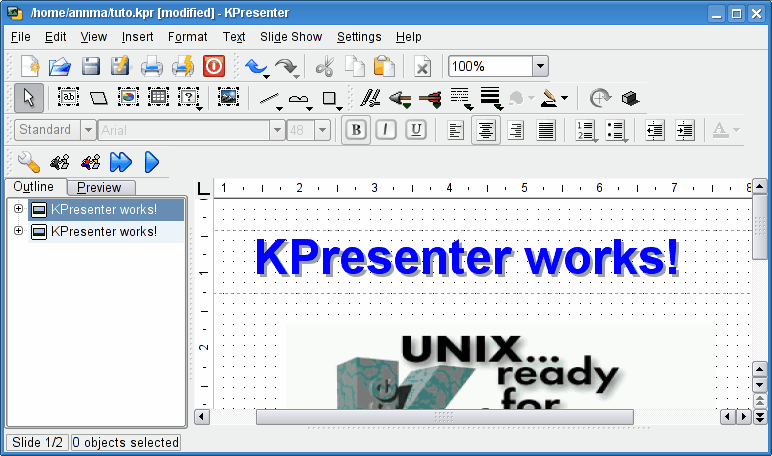 /home/annma/tuto.kpr [modified] - KPresenter
File Edit View Insert Format Text Slide Show Settings Help
100%
Standard Arial 48 B I U
Outline Preview
1 2 3 4 5 6 7 8
KPresenter works!
KPresenter works!
KPresenter works!
1
2
UNIX...
ready
for
Slide 1/2 0 objects selected